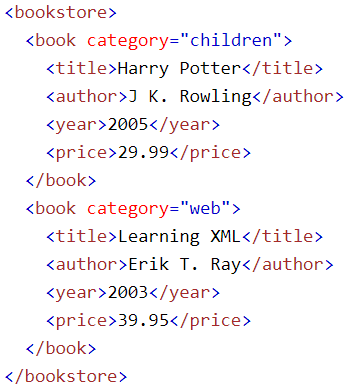 <bookstore>
  <book category="children">
    <title>Harry Potter</title>
    <author>J K. Rowling</author>
    <year>2005</year>
    <price>29.99</price>
  </book>
  <book category="web">
    <title>Learning XML</title>
    <author>Erik T. Ray</author>
    <year>2003</year>
    <price>39.95</price>
  </book>
</bookstore>